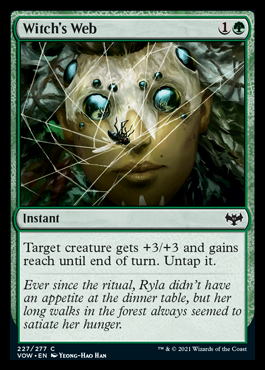 Witch's Web 1
Instant
Target creature gets +3/+3 and gains
reach until end of turn. Untap it.
Ever since the ritual, Ryla didn't have
an appetite at the dinner table, but her
long walks in the forest always seemed to
satiate her hunger.
227/277 C
VOW • EN Yeong-Hao Han
™ & © 2021 Wizards of the Coast